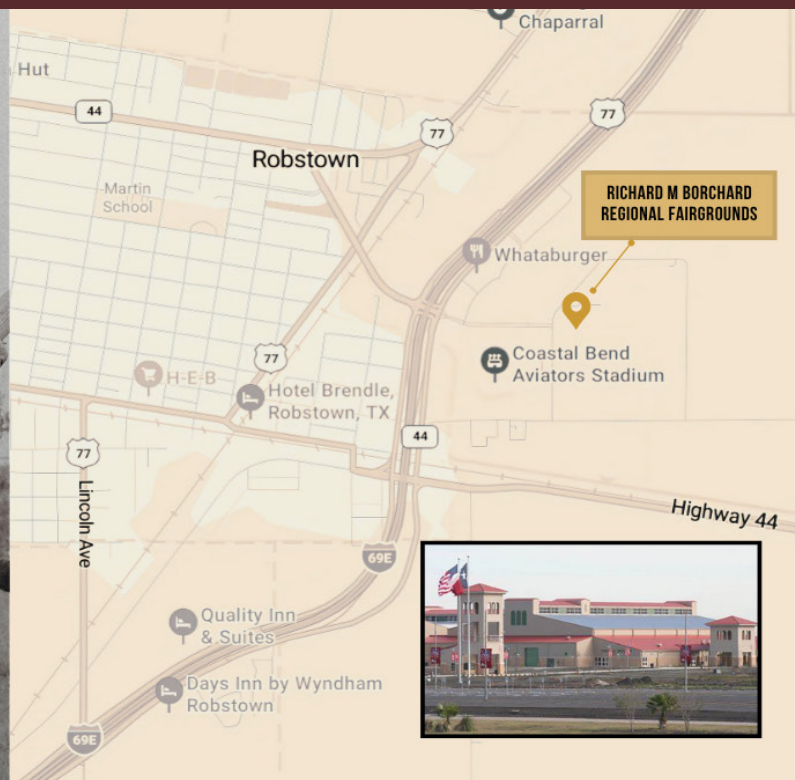 Chaparral
Hut
44
77
77
Robstown
Martin
School
RICHARD M BORCHARD
REGIONAL FAIRGROUNDS
Whataburger
77
Coastal Bend
Aviators Stadium
H-E-B
Hotel Brendle,
Robstown, TX
44
77
Lincoln Ave
Highway 44
69E
Quality Inn
& Suites
Days Inn by Wyndham
Robstown
69E